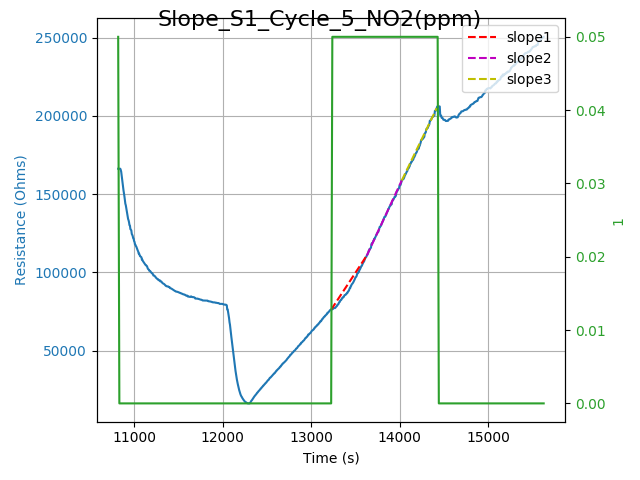 Slope_S1_Cycle_5_NO2(ppm)
slope1
slope2
slope3
Resistance (Ohms)
250000
200000
150000
100000
50000
0.05
0.04
0.03
0.02
0.01
0.00
1
11000 12000 13000 14000 15000
Time (s)